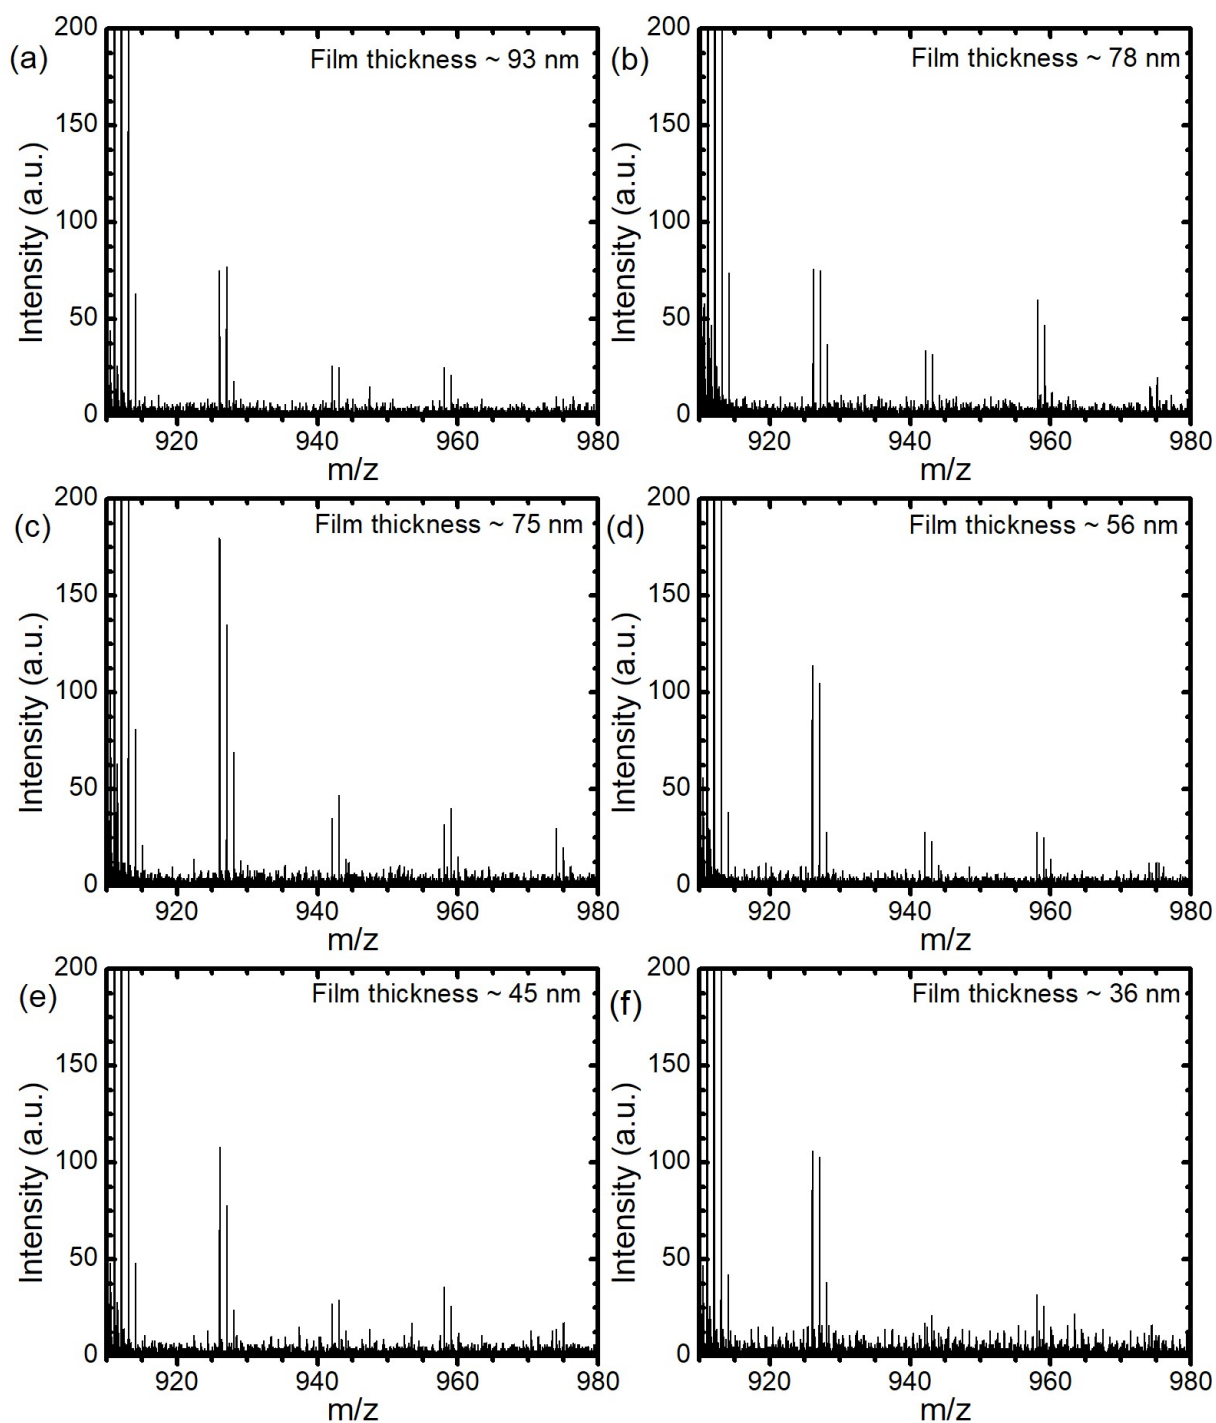 (a)
Film thickness ~ 93 nm
Intensity (a.u.)
200
150
100
50
0
920 940 960 980
m/z
(b)
Film thickness ~ 78 nm
Intensity (a.u.)
200
150
100
50
0
920 940 960 980
m/z
(c)
Film thickness ~ 75 nm
Intensity (a.u.)
200
150
100
50
0
920 940 960 980
m/z
(d)
Film thickness ~ 56 nm
Intensity (a.u.)
200
150
100
50
0
920 940 960 980
m/z
(e)
Film thickness ~ 45 nm
Intensity (a.u.)
200
150
100
50
0
920 940 960 980
m/z
(f)
Film thickness ~ 36 nm
Intensity (a.u.)
200
150
100
50
0
920 940 960 980
m/z